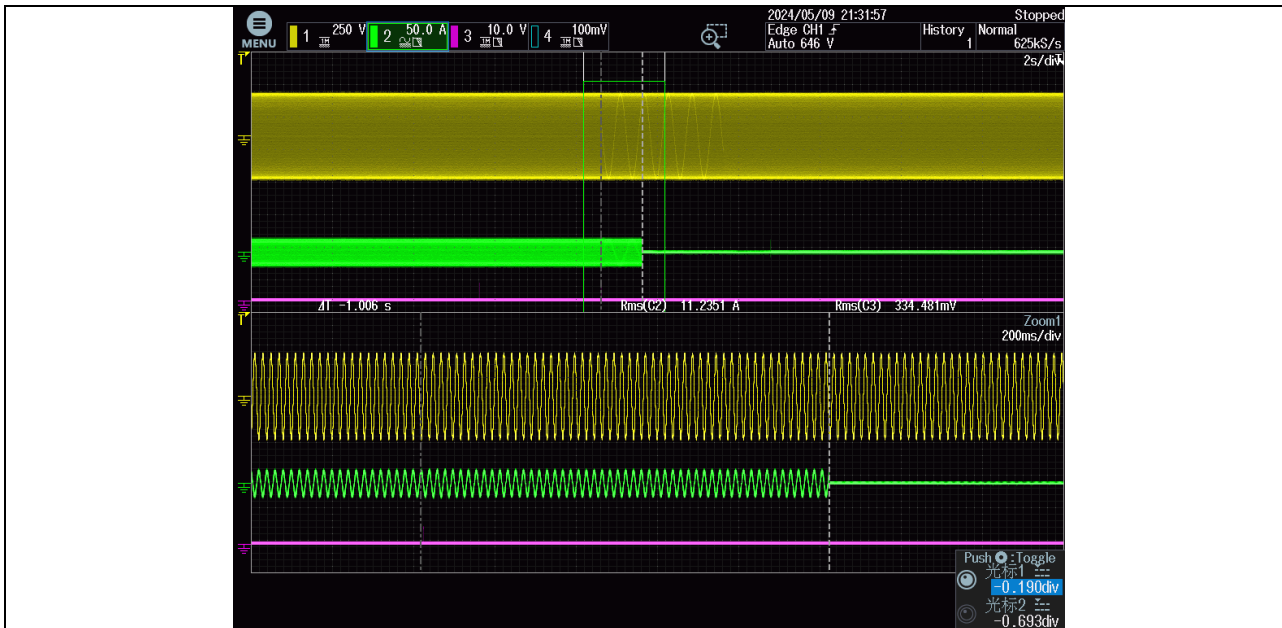 2024/05/09 21:31:57
Stopped
MENU
1 250 V
2 50.0 A
3 10.0 V
4 100mV
Edge CH1
Auto 646 V
History
1
Normal
625kS/s
T
2s/div
ΔT -1.006 s
Rms(C2) 11.2351 A
Rms(C3) 334.481mV
T
Zoom1
200ms/div
Push :Toggle
光标1
-0.190div
光标2
-0.693div